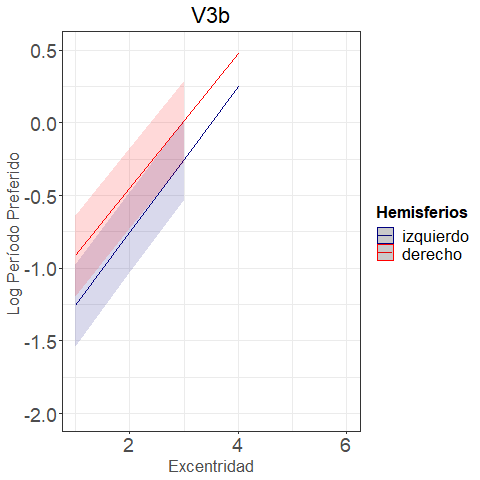 V3b
Log Período Preferido
0.5
0.0
-0.5
-1.0
-1.5
-2.0
2
4
6
Excentridad
Hemisferios
izquierdo
derecho